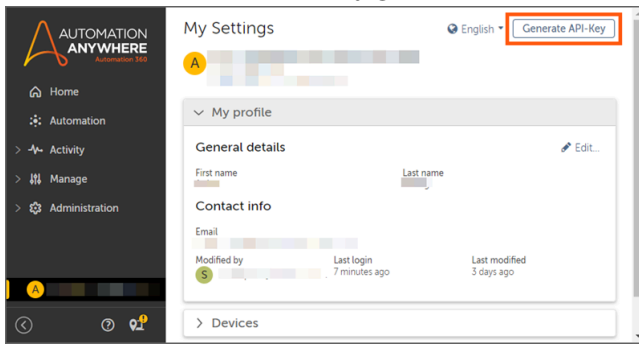 AUTOMATION
ANYWHERE
Automation 360
Home
Automation
Activity
Manage
Administration
A
My Settings
English
Generate API-Key
A
My profile
General details
Edit...
First name
Last name
Contact info
Email
Modified by
Last login
Last modified
S
7 minutes ago
3 days ago
Devices